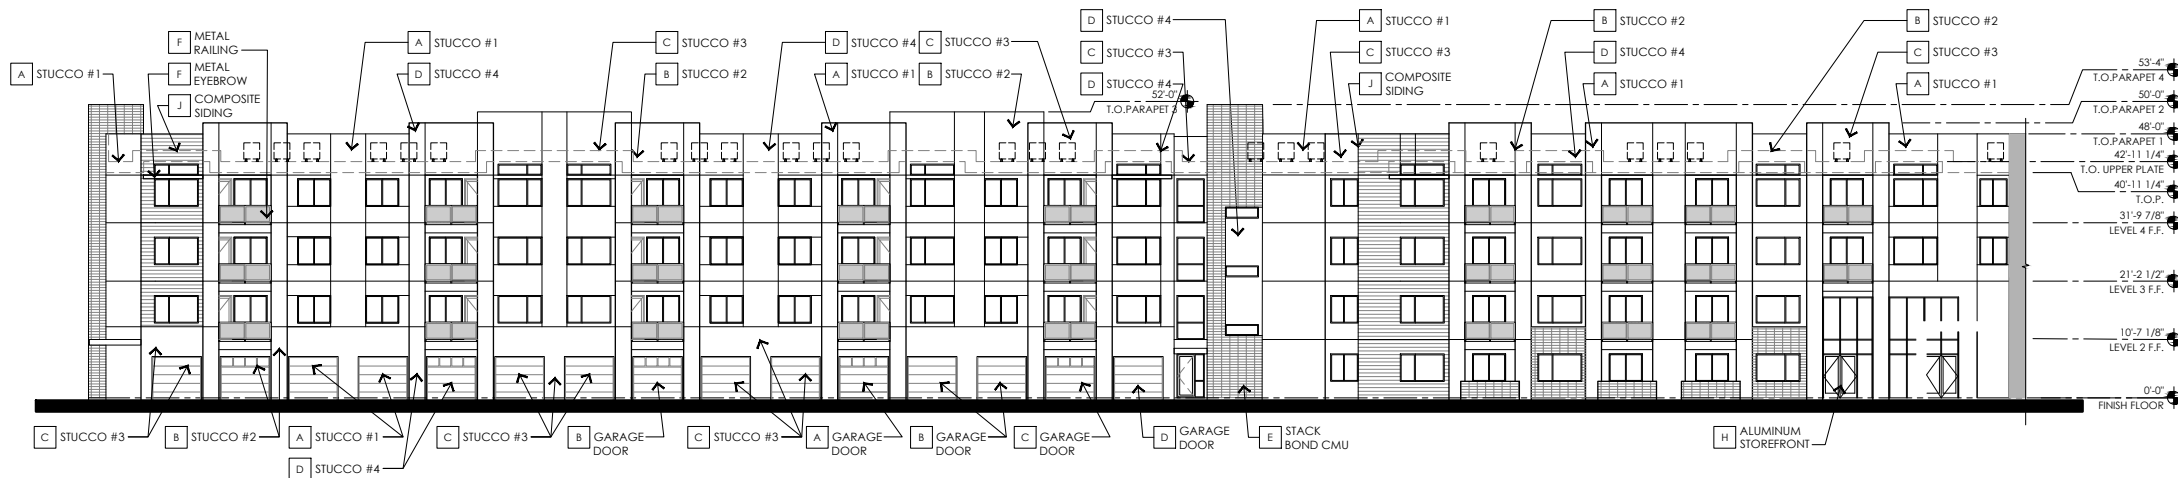 A STUCCO #1
F METAL
RAILING
F METAL
EYEBROW
J COMPOSITE
SIDING
A STUCCO #1
D STUCCO #4
C STUCCO #3
B STUCCO #2
D STUCCO #4
A STUCCO #1
C STUCCO #3
B STUCCO #2
D STUCCO #4
C STUCCO #3
D STUCCO #4
52'-0"
T.O.PARAPET 3
A STUCCO #1
C STUCCO #3
J COMPOSITE
SIDING
B STUCCO #2
D STUCCO #4
A STUCCO #1
B STUCCO #2
C STUCCO #3
A STUCCO #1
53'-4"
T.O.PARAPET 4
50'-0"
T.O.PARAPET 2
48'-0"
T.O.PARAPET 1
42'-11 1/4"
T.O. UPPER PLATE
40'-11 1/4"
T.O.P.
31'-9 7/8"
LEVEL 4 F.F.
21'-2 1/2"
LEVEL 3 F.F.
10'-7 1/8"
LEVEL 2 F.F.
0'-0"
FINISH FLOOR
C STUCCO #3
B STUCCO #2
A STUCCO #1
D STUCCO #4
C STUCCO #3
B GARAGE
DOOR
C STUCCO #3
A GARAGE
DOOR
B GARAGE
DOOR
C GARAGE
DOOR
D GARAGE
DOOR
E STACK
BOND CMU
H ALUMINUM
STOREFRONT